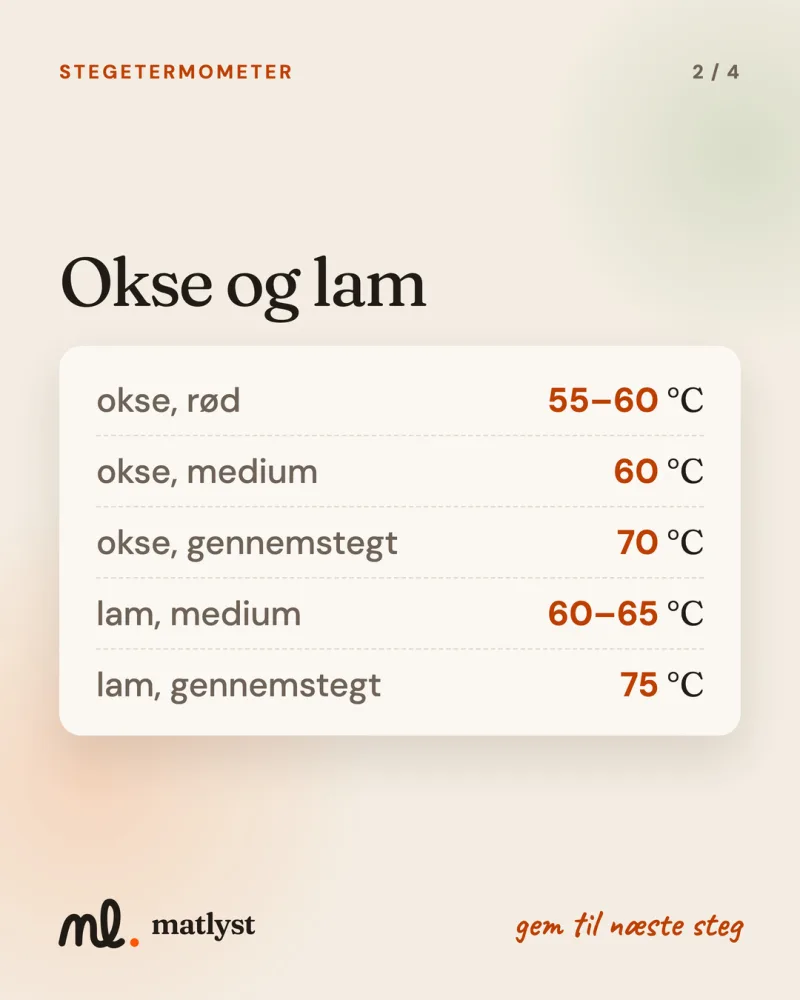 STEGETERMOMETER 2 / 4
Okse og lam
okse, rød 55–60 °C
okse, medium 60 °C
okse, gennemstegt 70 °C
lam, medium 60–65 °C
lam, gennemstegt 75 °C
ml. matlyst gem til næste steg